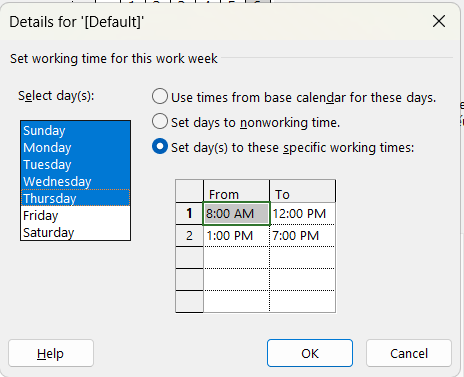 Details for '[Default]'
Set working time for this work week
Select day(s):
Sunday
Monday
Tuesday
Wednesday
Thursday
Friday
Saturday
Use times from base calendar for these days.
Set days to nonworking time.
Set day(s) to these specific working times:
From To
1 8:00 AM 12:00 PM
2 1:00 PM 7:00 PM
Help OK Cancel